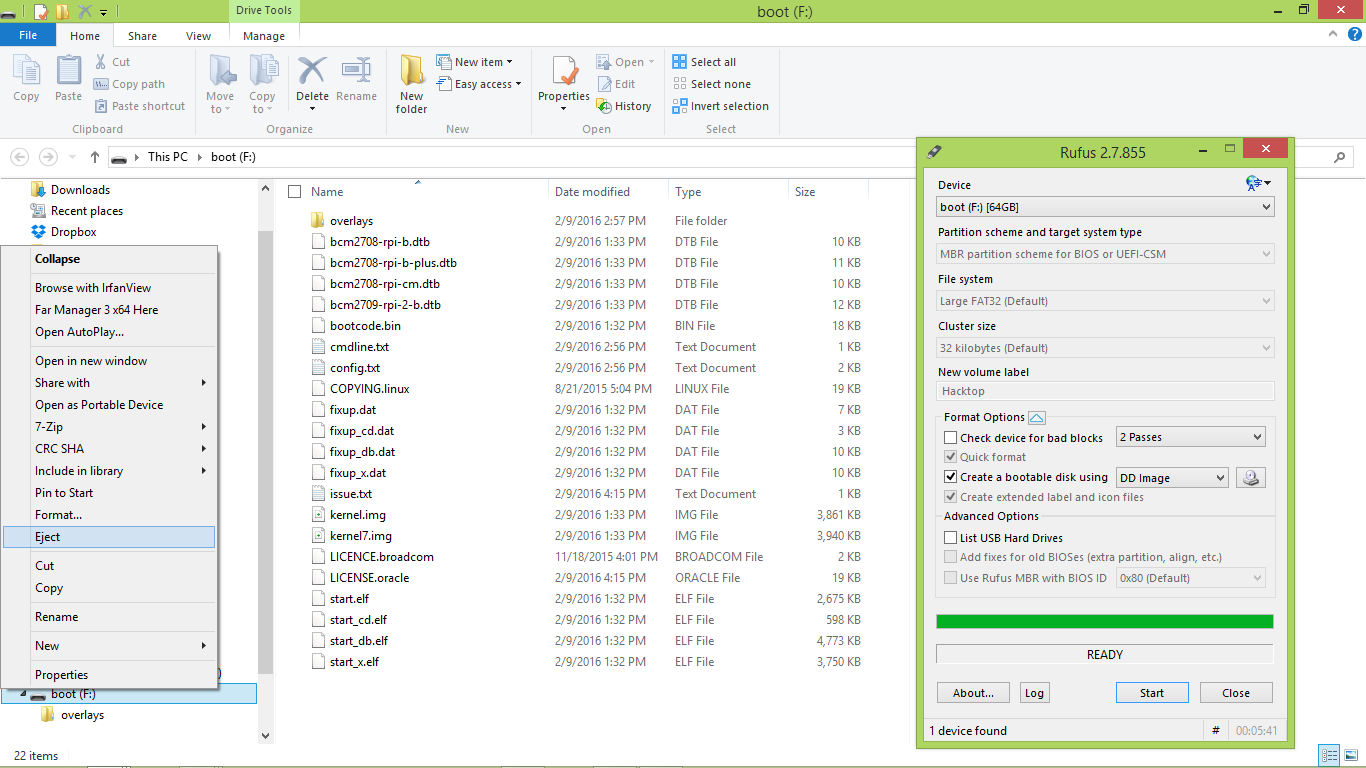 Drive Tools
boot (F:)
File Home Share View Manage
Copy
Paste
Cut
Copy path
Paste shortcut
Clipboard
Move to
Copy to
Delete
Rename
Organize
New folder
New item
Easy access
New
Properties
Open
Edit
History
Open
Select all
Select none
Invert selection
Select
This PC boot (F:)
Downloads
Recent places
Dropbox
Collapse
Browse with IrfanView
Far Manager 3 x64 Here
Open AutoPlay...
Open in new window
Share with
Open as Portable Device
7-Zip
CRC SHA
Include in library
Pin to Start
Format...
Eject
Cut
Copy
Rename
New
Properties
)
boot (F:)
overlays
Name Date modified Type Size
overlays 2/9/2016 2:57 PM File folder
bcm2708-rpi-b.dtb 2/9/2016 1:33 PM DTB File 10 KB
bcm2708-rpi-b-plus.dtb 2/9/2016 1:33 PM DTB File 11 KB
bcm2708-rpi-cm.dtb 2/9/2016 1:33 PM DTB File 10 KB
bcm2709-rpi-2-b.dtb 2/9/2016 1:33 PM DTB File 12 KB
bootcode.bin 2/9/2016 1:32 PM BIN File 18 KB
cmdline.txt 2/9/2016 2:56 PM Text Document 1 KB
config.txt 2/9/2016 2:56 PM Text Document 2 KB
COPYING.linux 8/21/2015 5:04 PM LINUX File 19 KB
fixup.dat 2/9/2016 1:32 PM DAT File 7 KB
fixup_cd.dat 2/9/2016 1:32 PM DAT File 3 KB
fixup_db.dat 2/9/2016 1:32 PM DAT File 10 KB
fixup_x.dat 2/9/2016 1:32 PM DAT File 10 KB
issue.txt 2/9/2016 4:15 PM Text Document 1 KB
kernel.img 2/9/2016 1:33 PM IMG File 3,861 KB
kernel7.img 2/9/2016 1:33 PM IMG File 3,940 KB
LICENCE.broadcom 11/18/2015 4:01 PM BROADCOM File 2 KB
LICENSE.oracle 2/9/2016 4:15 PM ORACLE File 19 KB
start.elf 2/9/2016 1:32 PM ELF File 2,675 KB
start_cd.elf 2/9/2016 1:32 PM ELF File 598 KB
start_db.elf 2/9/2016 1:32 PM ELF File 4,773 KB
start_x.elf 2/9/2016 1:32 PM ELF File 3,750 KB
22 items
Rufus 2.7.855
Device
boot (F:) [64GB]
Partition scheme and target system type
MBR partition scheme for BIOS or UEFI-CSM
File system
Large FAT32 (Default)
Cluster size
32 kilobytes (Default)
New volume label
Hacktop
Format Options
Check device for bad blocks 2 Passes
Quick format
Create a bootable disk using DD Image
Create extended label and icon files
Advanced Options
List USB Hard Drives
Add fixes for old BIOSes (extra partition, align, etc.)
Use Rufus MBR with BIOS ID 0x80 (Default)
READY
About... Log Start Close
1 device found # 00:05:41